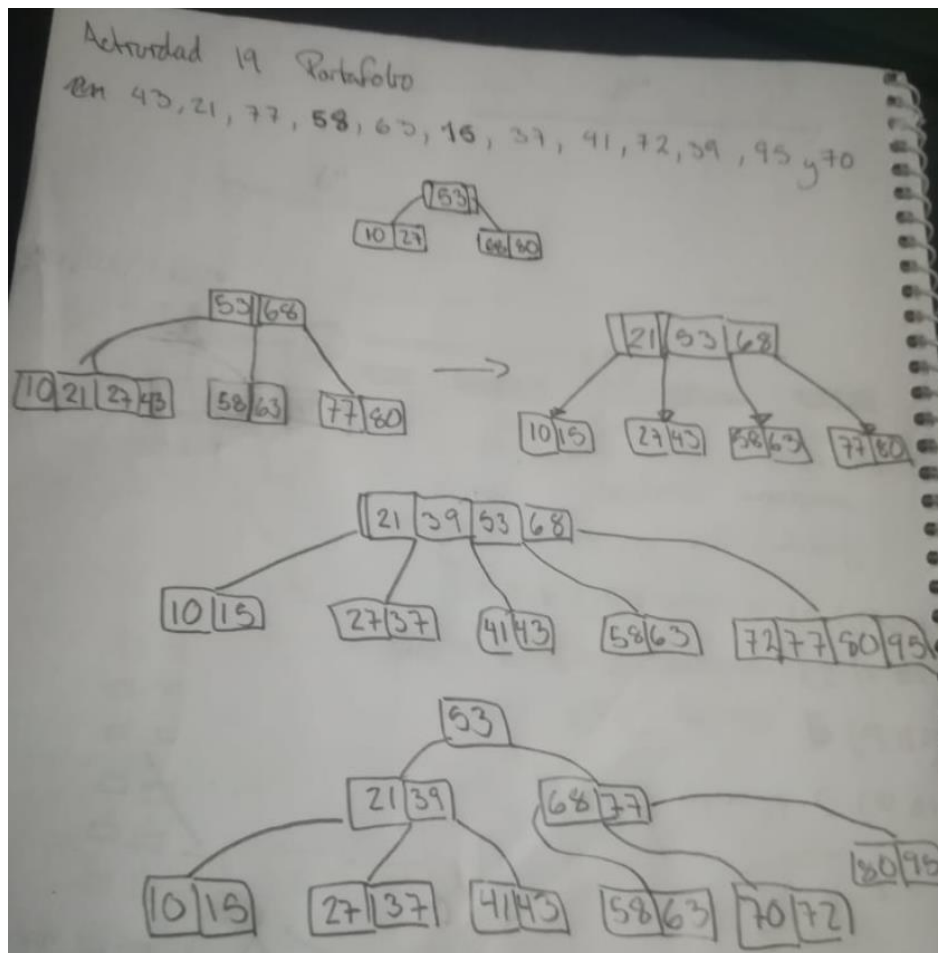 Actividad 19 Portafolio
en 43, 21, 77, 58, 63, 15, 37, 41, 72, 39, 95 y 70
53
10 27 68 80
53 68
10 21 27 43 58 63 77 80
21 53 68
10 15 27 43 58 63 77 80
21 39 53 68
10 15 27 37 41 43 58 63 72 77 80 95
53
21 39 68 77
80 95
10 15 27 37 41 43 58 63 70 72